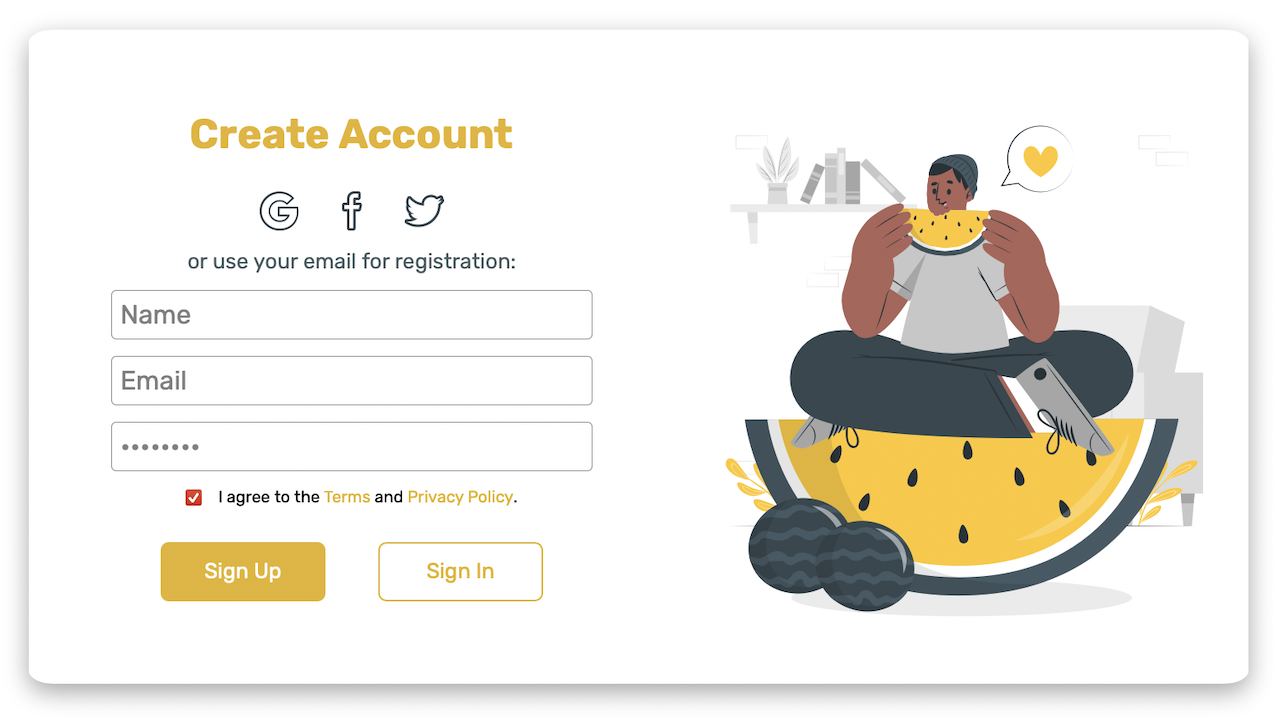 Create Account
or use your email for registration:
Name
Email
••••••••
I agree to the Terms and Privacy Policy.
Sign Up
Sign In